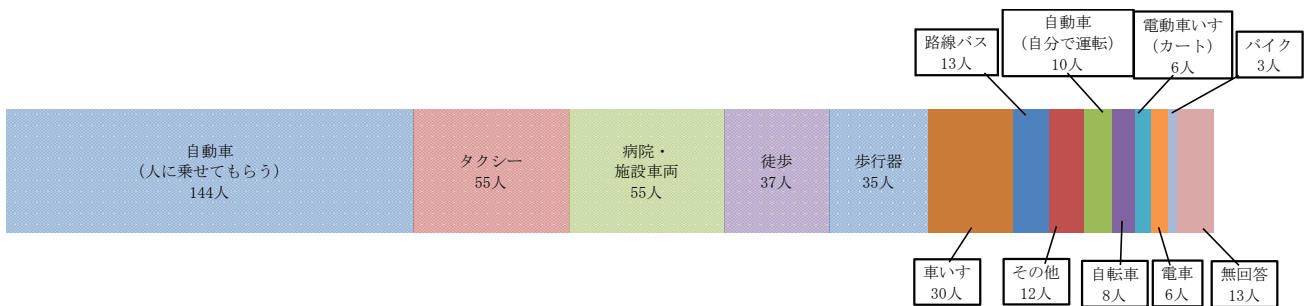 路線バス
13人
自動車
(自分で運転)
10人
電動車いす
(カート)
6人
バイク
3人
自動車
(人に乗せてもらう)
144人
タクシー
55人
病院・
施設車両
55人
徒歩
37人
歩行器
35人
車いす
30人
その他
12人
自転車
8人
電車
6人
無回答
13人